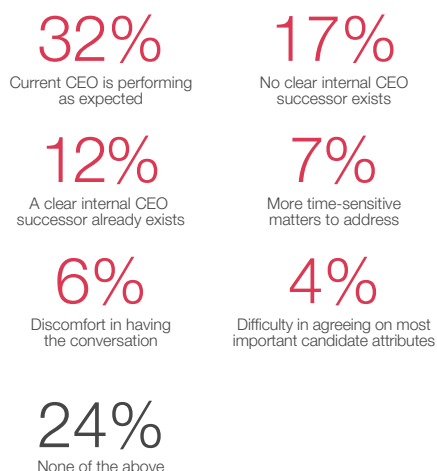 32%
Current CEO is performing
as expected
17%
No clear internal CEO
successor exists
12%
A clear internal CEO
successor already exists
7%
More time-sensitive
matters to address
6%
Discomfort in having
the conversation
4%
Difficulty in agreeing on most
important candidate attributes
24%
None of the above